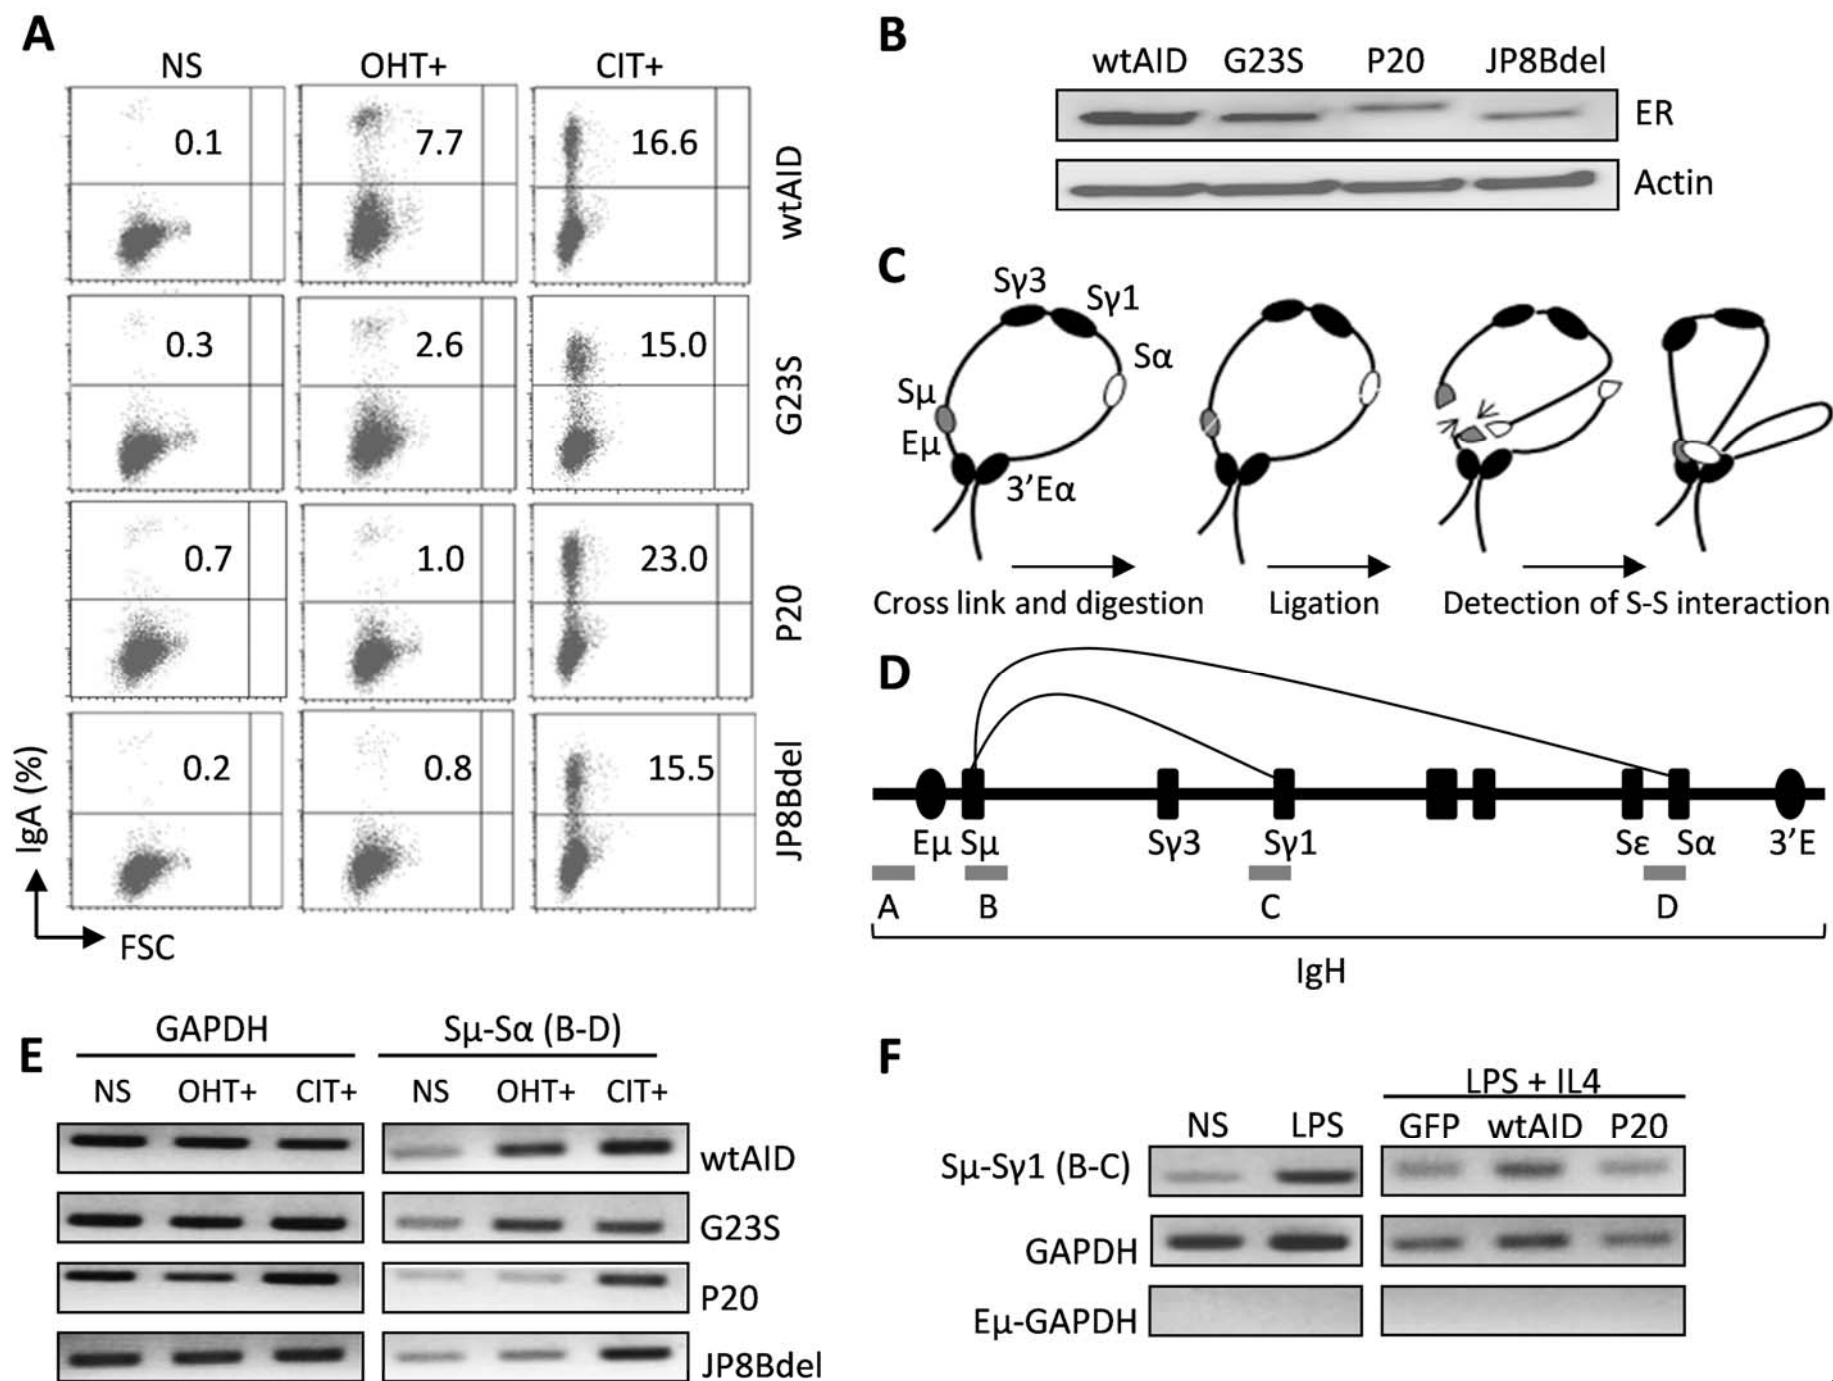 A
NS OHT+ CIT+
0.1 7.7 16.6 wtAID
0.3 2.6 15.0 G23S
0.7 1.0 23.0 P20
0.2 0.8 15.5 JP8Bdel
IgA (%)
FSC
B
wtAID G23S P20 JP8Bdel
ER
Actin
C
Sγ3
Sγ1
Sα
Sμ
Eμ
3’Eα
Cross link and digestion Ligation Detection of S-S interaction
D
Eμ Sμ Sγ3 Sγ1 Sε Sα 3’E
A B C D
IgH
E
GAPDH Sμ-Sα (B-D)
NS OHT+ CIT+ NS OHT+ CIT+
wtAID
G23S
P20
JP8Bdel
F
LPS + IL4
NS LPS GFP wtAID P20
Sμ-Sγ1 (B-C)
GAPDH
Eμ-GAPDH